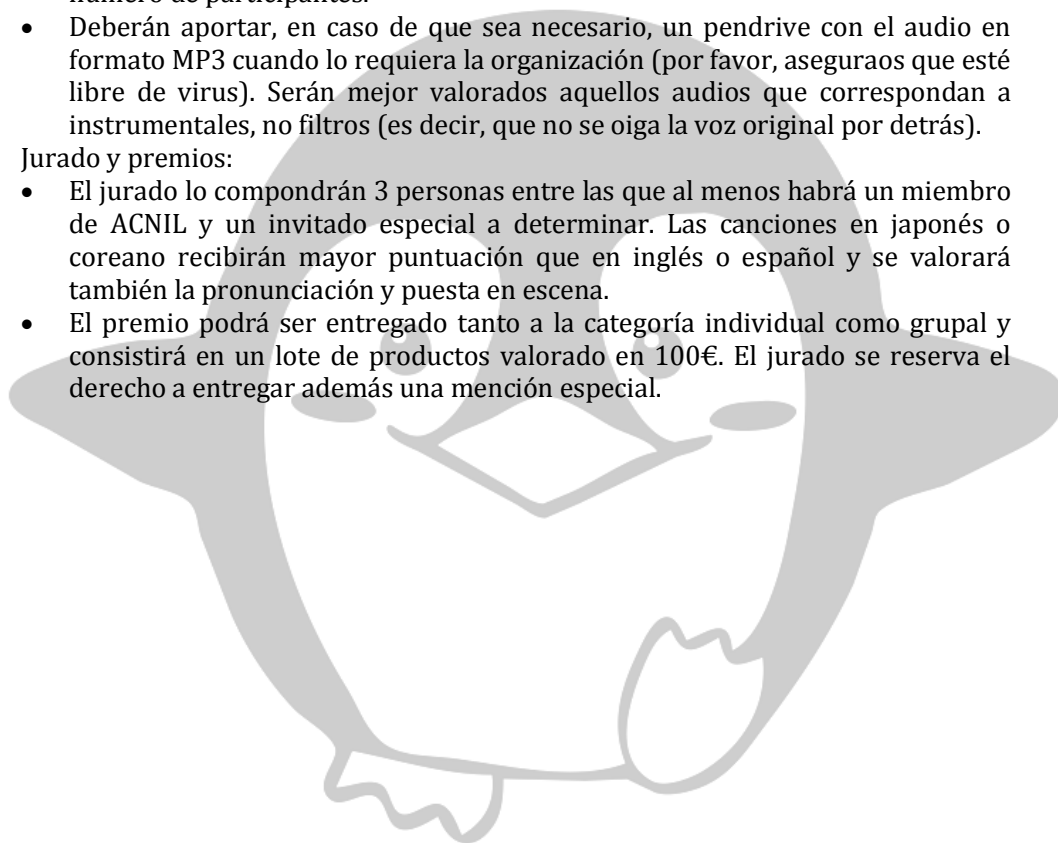 número de participantes.
• Deberán aportar, en caso de que sea necesario, un pendrive con el audio en
formato MP3 cuando lo requiera la organización (por favor, aseguraos que esté
libre de virus). Serán mejor valorados aquellos audios que correspondan a
instrumentales, no filtros (es decir, que no se oiga la voz original por detrás).
Jurado y premios:
• El jurado lo compondrán 3 personas entre las que al menos habrá un miembro
de ACNIL y un invitado especial a determinar. Las canciones en japonés o
coreano recibirán mayor puntuación que en inglés o español y se valorará
también la pronunciación y puesta en escena.
• El premio podrá ser entregado tanto a la categoría individual como grupal y
consistirá en un lote de productos valorado en 100€. El jurado se reserva el
derecho a entregar además una mención especial.